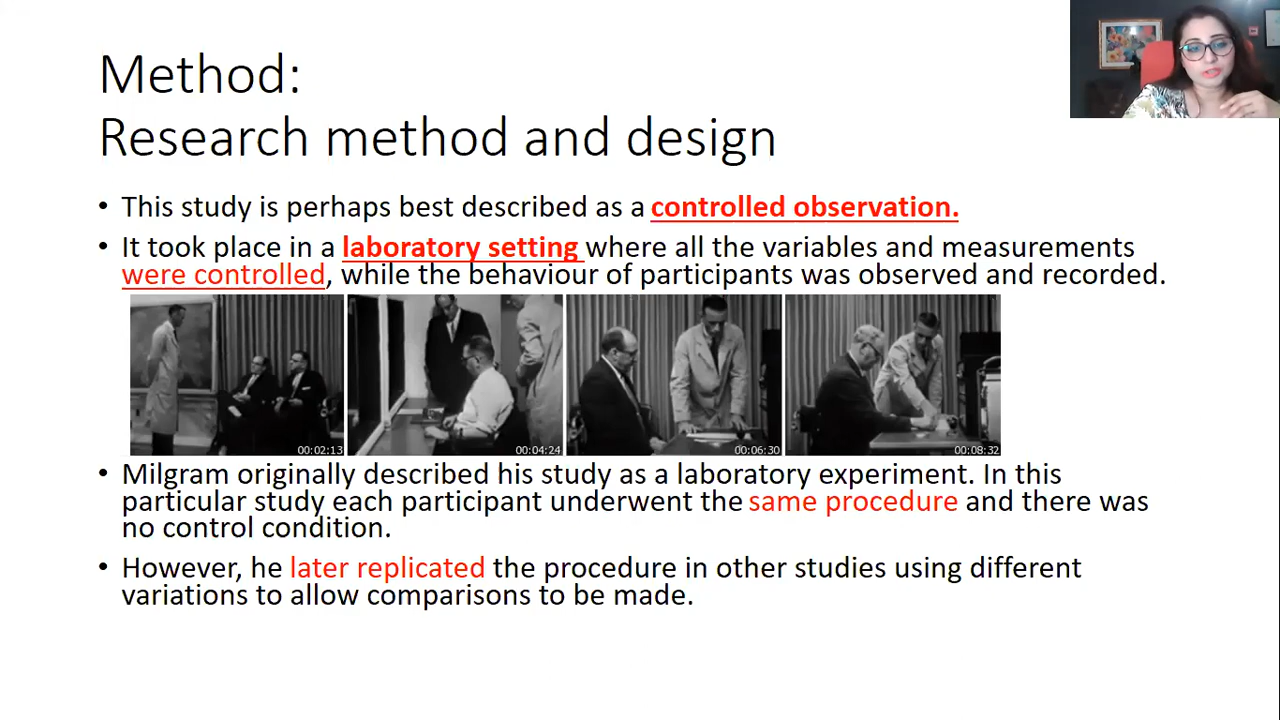 Method:
Research method and design
• This study is perhaps best described as a controlled observation.
• It took place in a laboratory setting where all the variables and measurements
were controlled, while the behaviour of participants was observed and recorded.
00:02:13 00:04:24 00:06:30 00:08:32
• Milgram originally described his study as a laboratory experiment. In this
particular study each participant underwent the same procedure and there was
no control condition.
• However, he later replicated the procedure in other studies using different
variations to allow comparisons to be made.